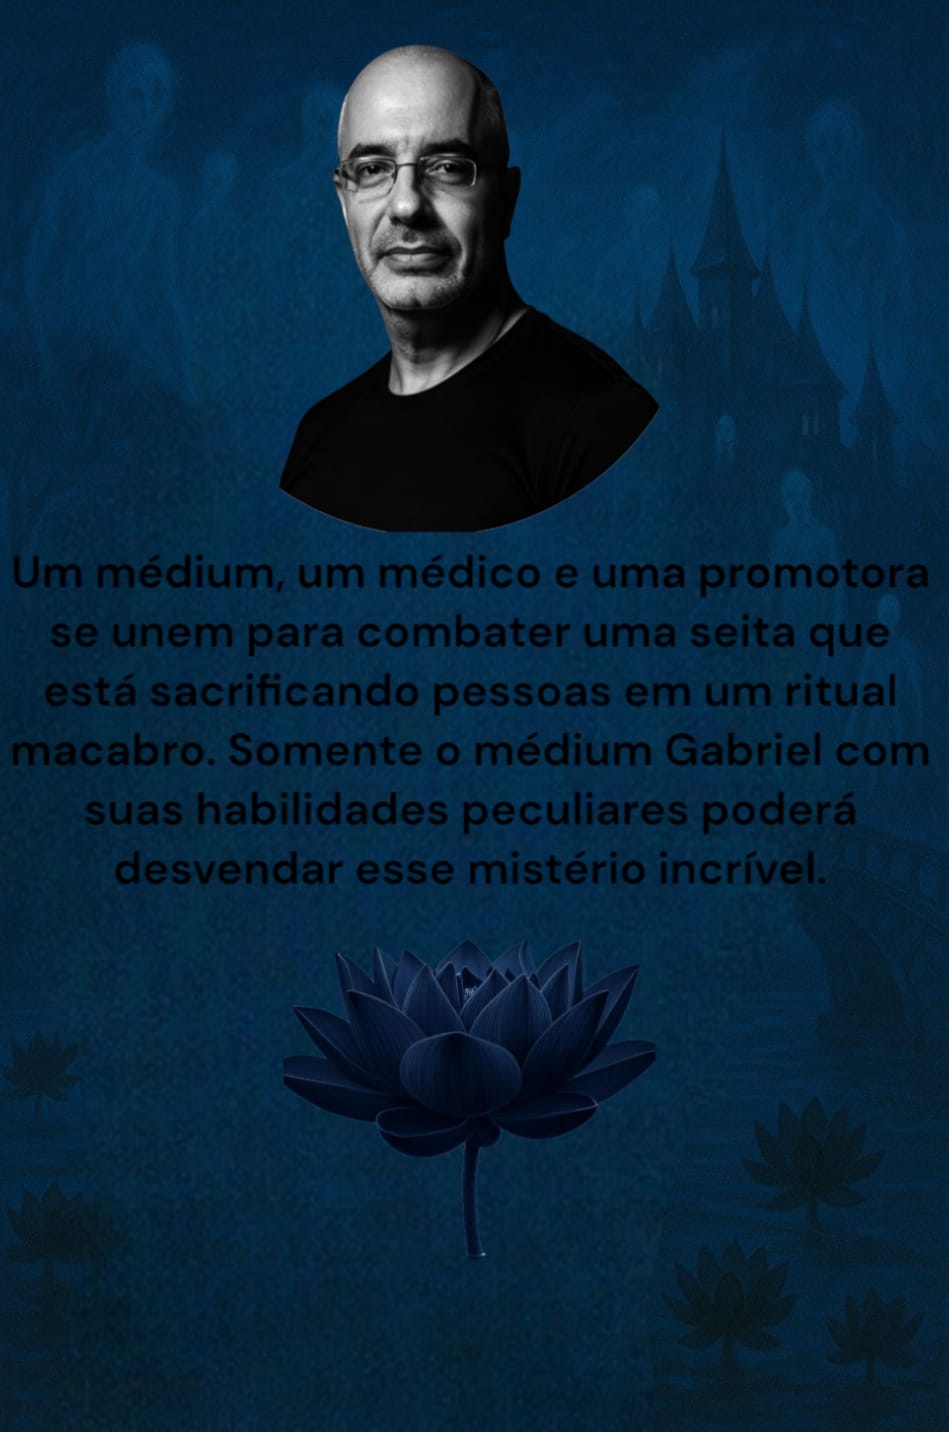 Um médium, um médico e uma promotora
se unem para combater uma seita que
está sacrificando pessoas em um ritual
macabro. Somente o médium Gabriel com
suas habilidades peculiares poderá
desvendar esse mistério incrível.